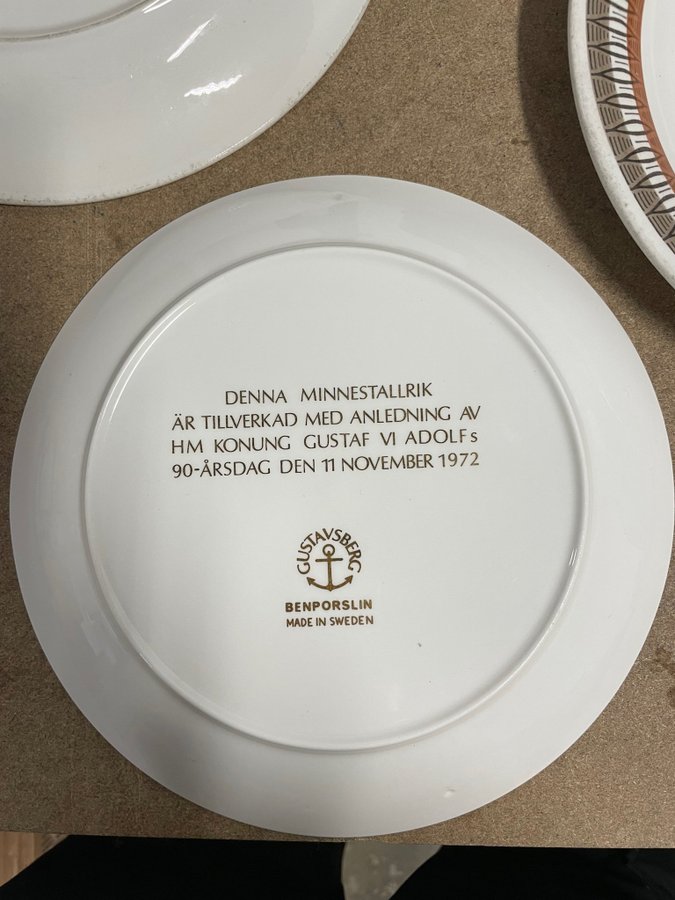 DENNA MINNESTALLRIK
ÄR TILLVERKAD MED ANLEDNING AV
HM KONUNG GUSTAF VI ADOLFs
90-ÅRSDAG DEN 11 NOVEMBER 1972
GUSTAVSBERG
BENPORSLIN
MADE IN SWEDEN